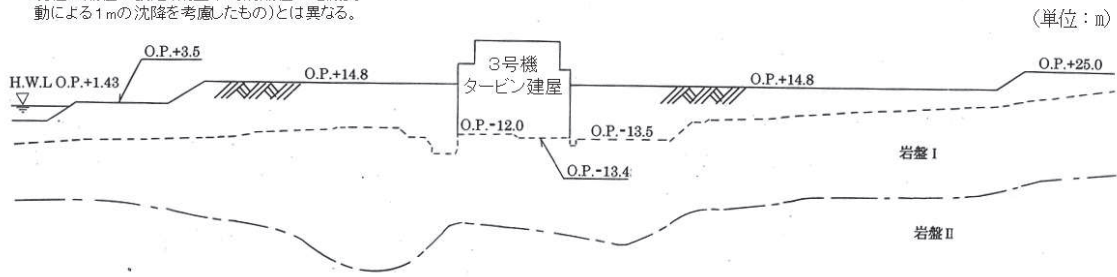 動による1mの沈降を考慮したもの)とは異なる。
(単位:m)
O.P.+3.5
H.W.L O.P.+1.43
O.P.+14.8
3号機
タービン建屋
O.P.+14.8
O.P.+25.0
O.P.-12.0
O.P.-13.5
O.P.-13.4
岩盤Ⅰ
岩盤Ⅱ